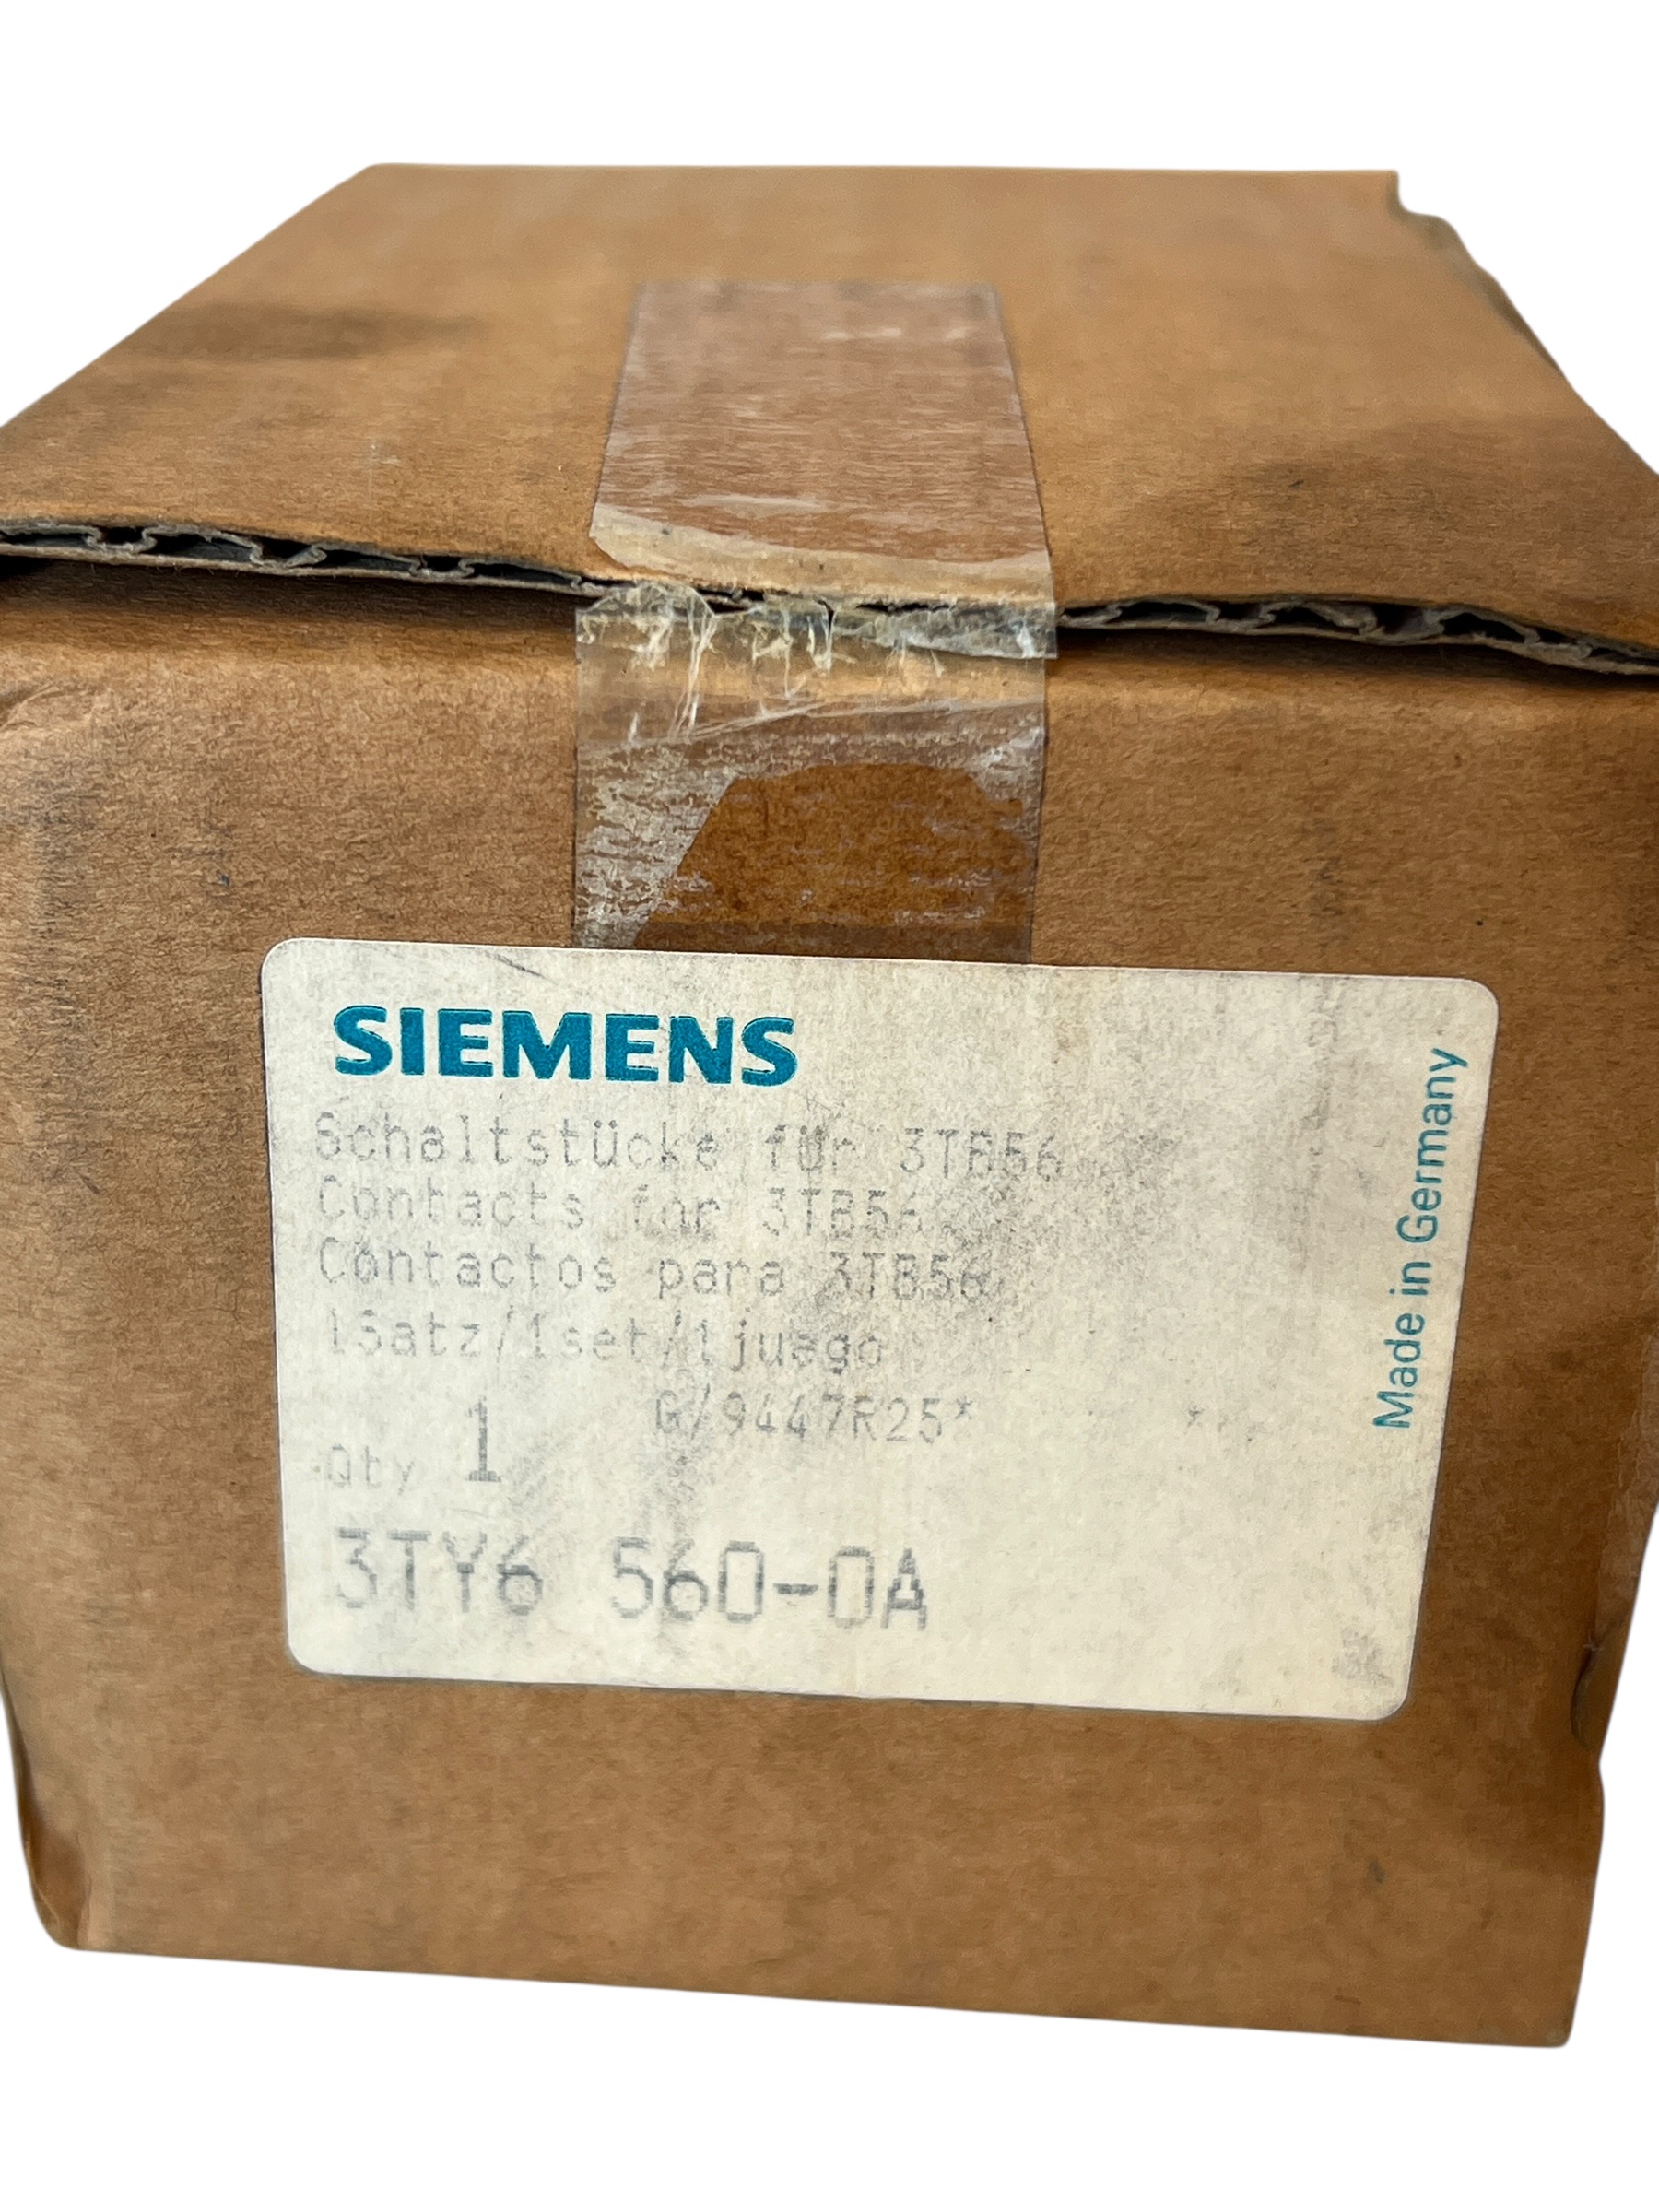 SIEMENS
Schaltstücke für 3TB56
Contacts for 3TB56
Contactos para 3TB56
1Satz/1set/1juego
G/9447R25* *
Qty 1
3TY6 560-0A
Made in Germany